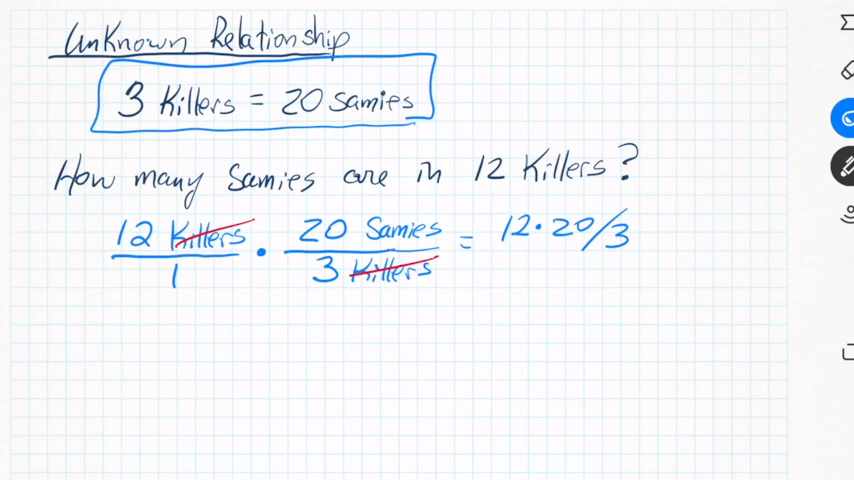 UnKnown Relationship
3 Killers = 20 Samies
How many Samies are in 12 Killers?
12 Killers / 1 • 20 Samies / 3 Killers = 12 • 20/3